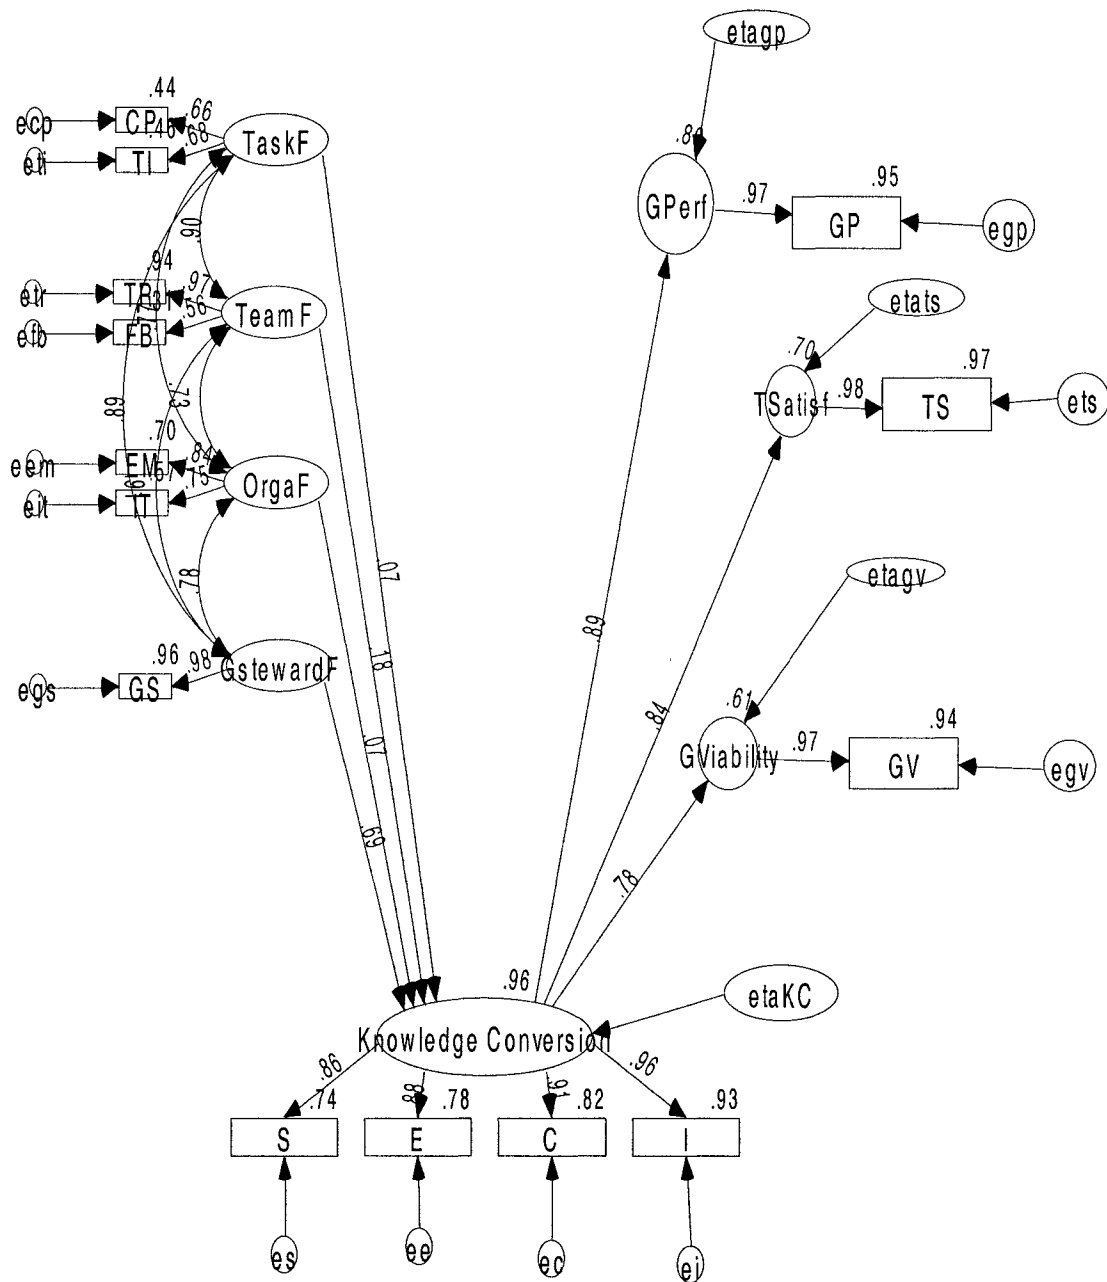 etagp
.44
.66
ecp
CP
.46
.68
TaskF
eti
TI
.80
GPerf
.97
.95
GP
egp
.90
.94
.97
etr
TR
.31
.56
TeamF
efb
FB
.77
etats
.70
.97
TSatisf
.98
TS
ets
.73
.89
.70
.84
eem
EM
.57
.75
OrgaF
eit
IT
.78
.07
etagv
.89
.96
.98
GstewardF
egs
GS
.18
.84
.61
.94
GViability
.97
GV
egv
.07
.69
.78
.96
etaKC
Knowledge Conversion
.86
.88
.91
.96
.74
.78
.82
.93
S
E
C
I
es
ee
ec